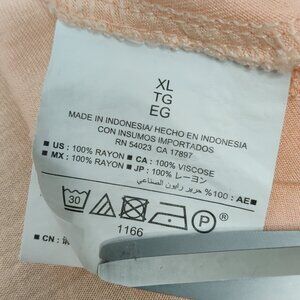 XL
TG
EG
MADE IN INDONESIA/ HECHO EN INDONESIA
CON INSUMOS IMPORTADOS
RN 54023 CA 17897
■ US : 100% RAYON ■ CA : 100% VISCOSE
■ MX : 100% RAYON ■ JP : 100% レーヨン
■ AE : 100% حرير رايون الصناعي
30 P ®
1166
■ CN :